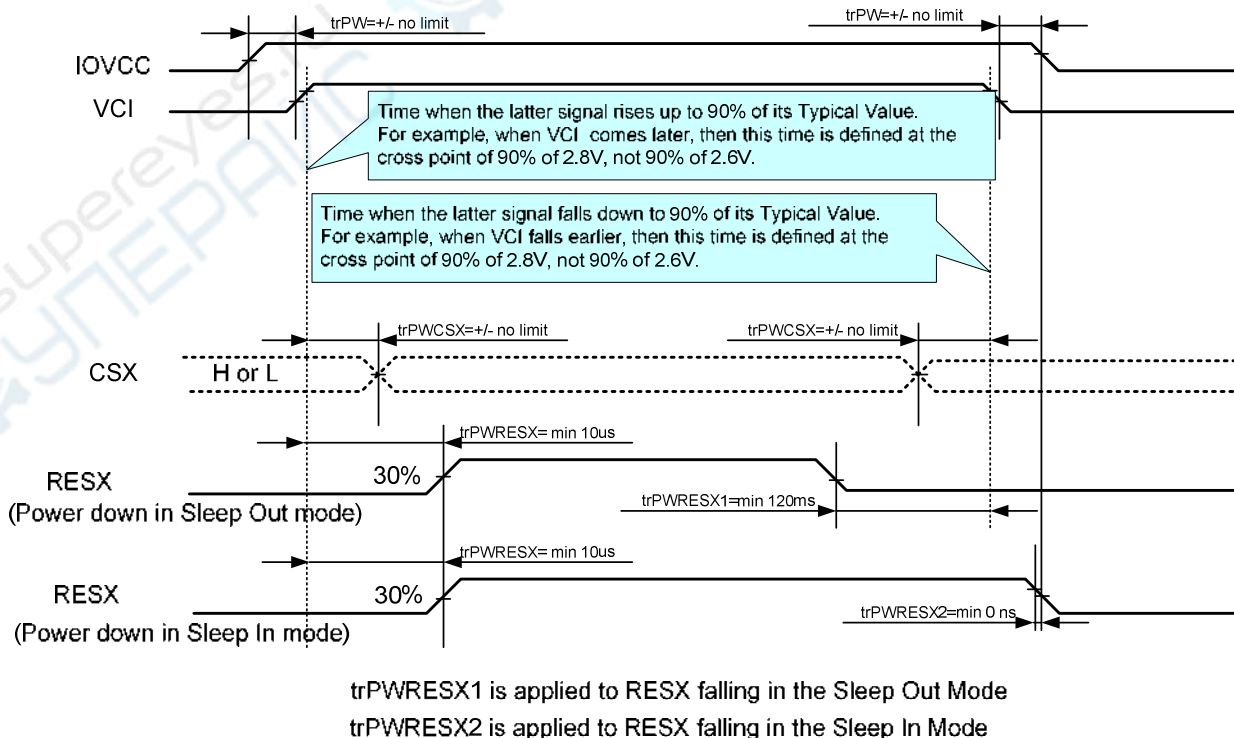 trPW=+/- no limit
trPW=+/- no limit
IOVCC
VCI
Time when the latter signal rises up to 90% of its Typical Value.
For example, when VCI comes later, then this time is defined at the
cross point of 90% of 2.8V, not 90% of 2.6V.
Time when the latter signal falls down to 90% of its Typical Value.
For example, when VCI falls earlier, then this time is defined at the
cross point of 90% of 2.8V, not 90% of 2.6V.
trPWCSX=+/- no limit
trPWCSX=+/- no limit
CSX
H or L
trPWRESX= min 10us
RESX
30%
(Power down in Sleep Out mode)
trPWRESX1=min 120ms
trPWRESX= min 10us
RESX
30%
(Power down in Sleep In mode)
trPWRESX2=min 0 ns
trPWRESX1 is applied to RESX falling in the Sleep Out Mode
trPWRESX2 is applied to RESX falling in the Sleep In Mode